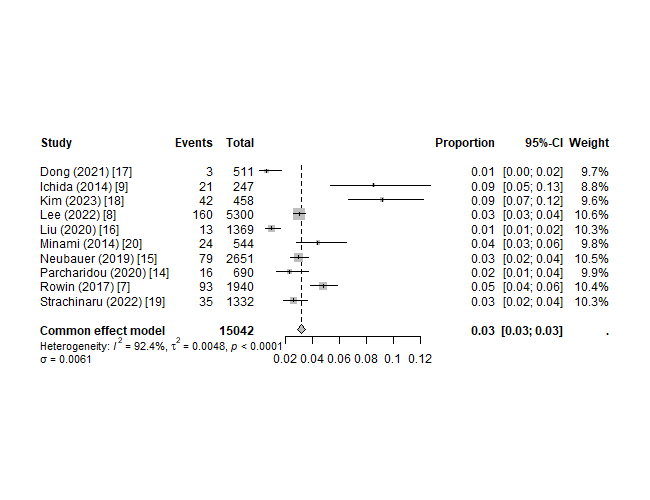 Study Events Total Proportion 95%-CI Weight
Dong (2021) [17] 3 511 0.01 [0.00; 0.02] 9.7%
Ichida (2014) [9] 21 247 0.09 [0.05; 0.13] 8.8%
Kim (2023) [18] 42 458 0.09 [0.07; 0.12] 9.6%
Lee (2022) [8] 160 5300 0.03 [0.03; 0.04] 10.6%
Liu (2020) [16] 13 1369 0.01 [0.01; 0.02] 10.3%
Minami (2014) [20] 24 544 0.04 [0.03; 0.06] 9.8%
Neubauer (2019) [15] 79 2651 0.03 [0.02; 0.04] 10.5%
Parcharidou (2020) [14] 16 690 0.02 [0.01; 0.04] 9.9%
Rowin (2017) [7] 93 1940 0.05 [0.04; 0.06] 10.4%
Strachinaru (2022) [19] 35 1332 0.03 [0.02; 0.04] 10.3%
Common effect model 15042 0.03 [0.03; 0.03] .
Heterogeneity: I² = 92.4%, τ² = 0.0048, p < 0.0001
σ = 0.0061
0.02 0.04 0.06 0.08 0.1 0.12